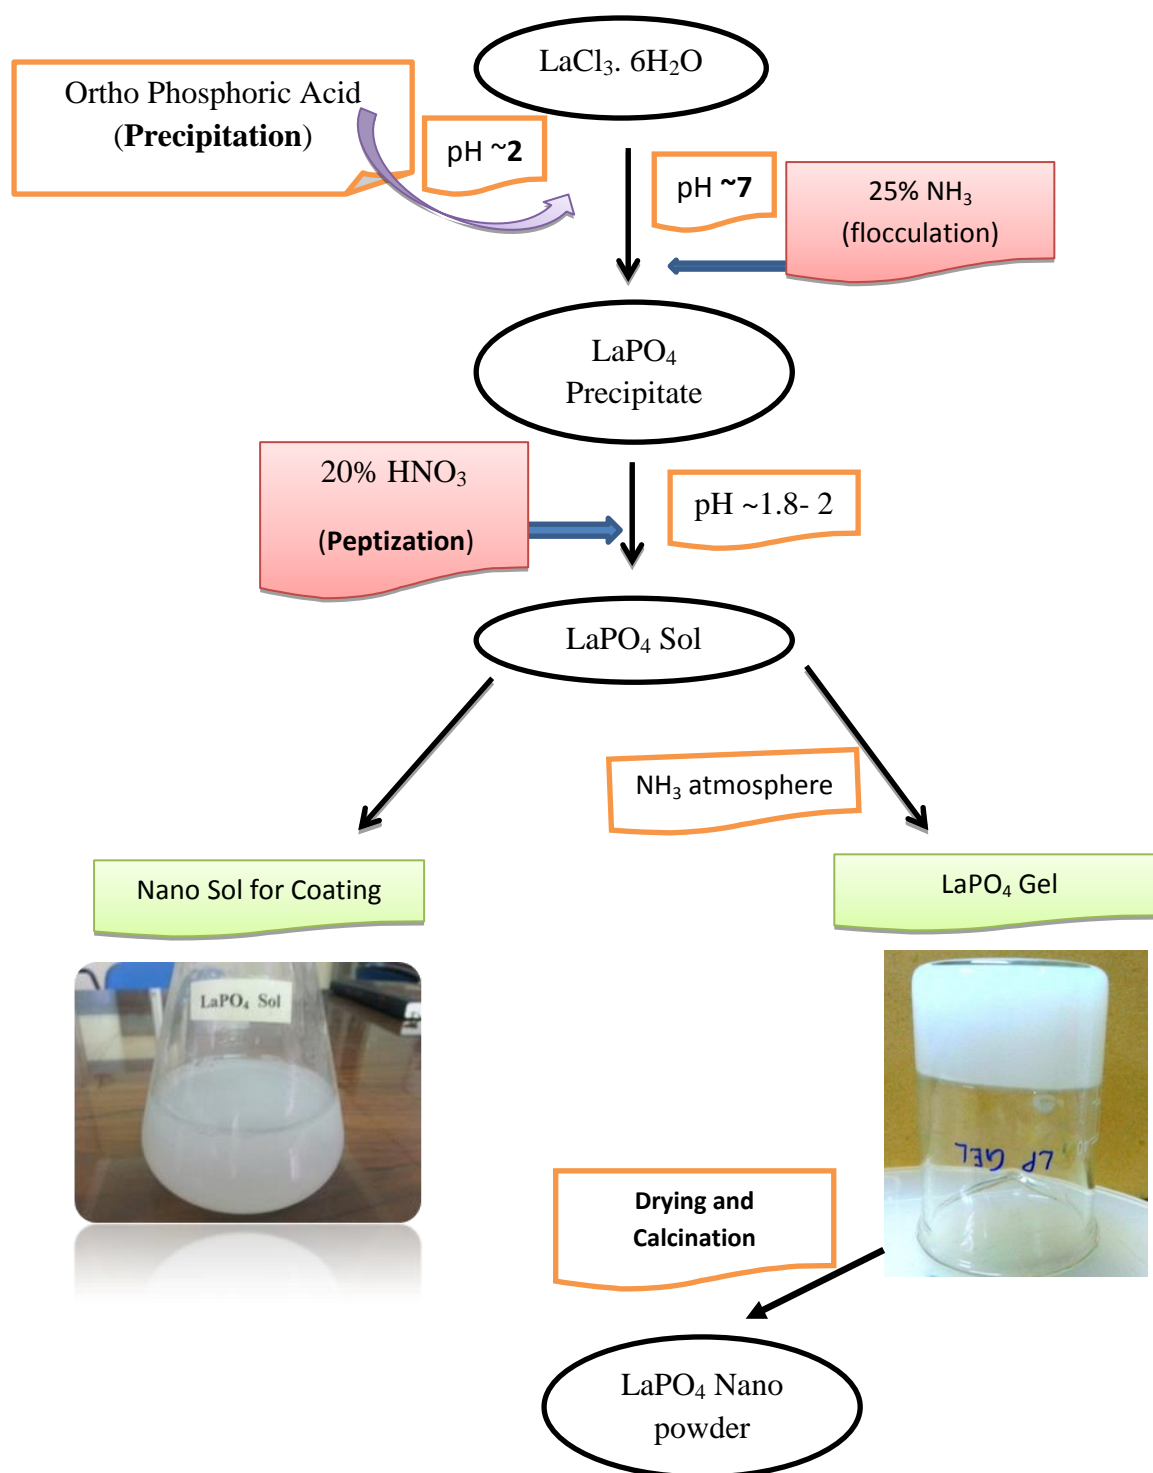 LaCl₃. 6H₂O
Ortho Phosphoric Acid
(Precipitation)
pH ~2
pH ~7
25% NH₃
(flocculation)
LaPO₄
Precipitate
20% HNO₃
(Peptization)
pH ~1.8- 2
LaPO₄ Sol
NH₃ atmosphere
Nano Sol for Coating
LaPO₄ Gel
LaPO₄ Sol
LP GEL
Drying and
Calcination
LaPO₄ Nano
powder